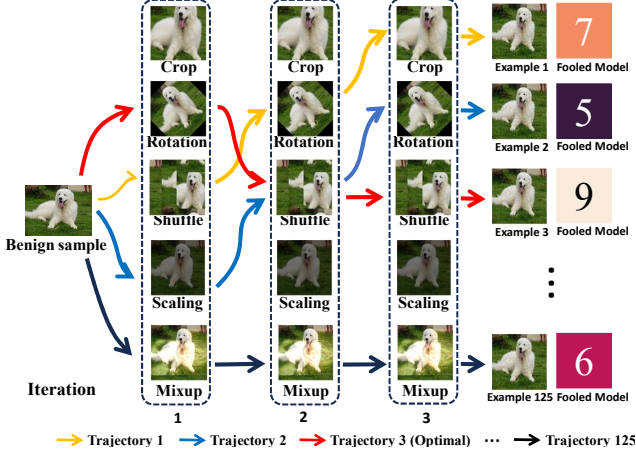 Crop Crop Crop
7
Example 1 Fooled Model
Rotation Rotation Rotation
5
Example 2 Fooled Model
Benign sample
Shuffle Shuffle Shuffle
9
Example 3 Fooled Model
Scaling Scaling Scaling
Iteration
Mixup Mixup Mixup
6
Example 125 Fooled Model
1 2 3
Trajectory 1 Trajectory 2 Trajectory 3 (Optimal) ... Trajectory 125